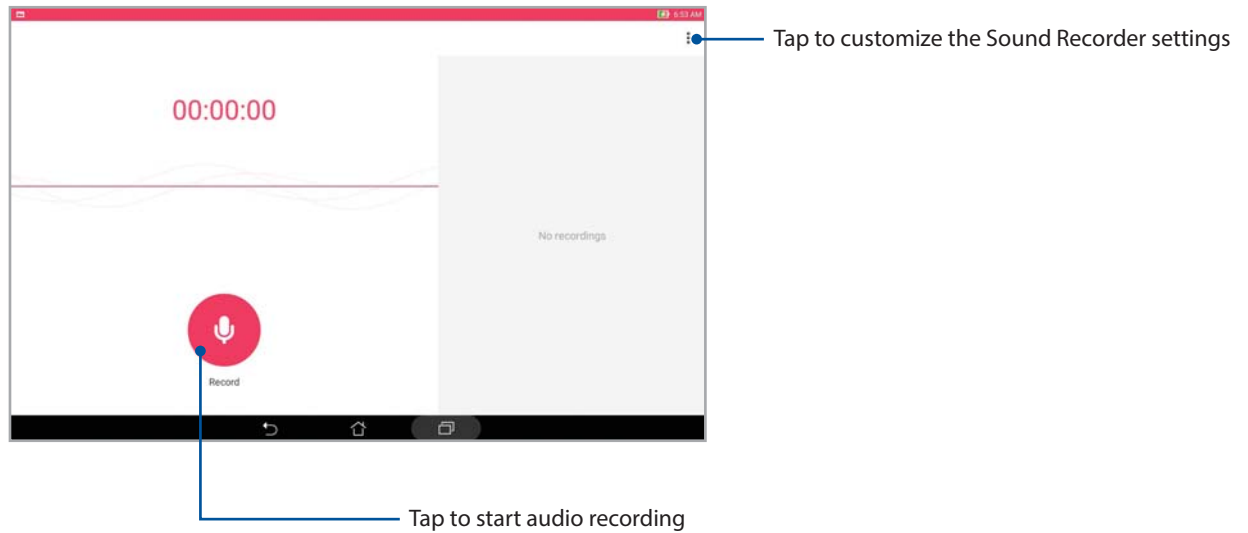 6:53 AM
Tap to customize the Sound Recorder settings
00:00:00
No recordings
Record
Tap to start audio recording